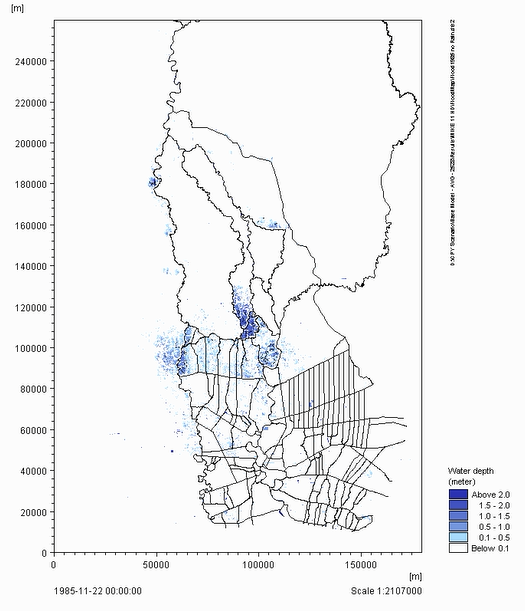 [m]
240000
220000
200000
180000
160000
140000
120000
100000
80000
60000
40000
20000
0
0 50000 100000 150000
[m]
Water depth
(meter)
Above 2.0
1.5 - 2.0
1.0 - 1.5
0.5 - 1.0
0.1 - 0.5
Below 0.1
1985-11-22 00:00:00 Scale 1:2107000